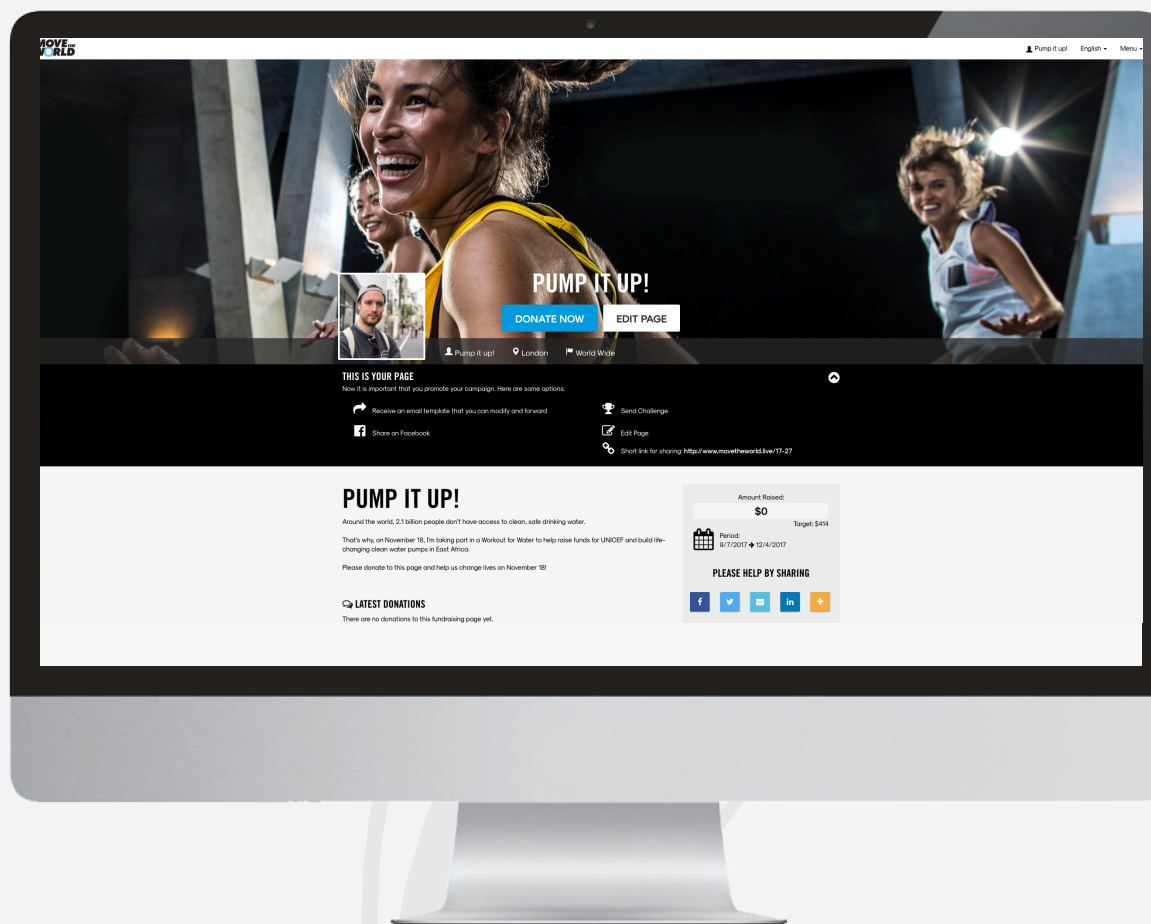 MOVE THE
WORLD
Pump it up!
English
Menu
PUMP IT UP!
DONATE NOW
EDIT PAGE
Pump it up!
London
World Wide
THIS IS YOUR PAGE
Now it is important that you promote your campaign. Here are some options:
Receive an email template that you can modify and forward
Send Challenge
Share on Facebook
Edit Page
Short link for sharing: http://www.movetheworld.live/17-27
PUMP IT UP!
Around the world, 2.1 billion people don't have access to clean, safe drinking water.
That's why, on November 18, I'm taking part in a Workout for Water to help raise funds for UNICEF and build life-
changing clean water pumps in East Africa.
Please donate to this page and help us change lives on November 18!
LATEST DONATIONS
There are no donations to this fundraising page yet.
Amount Raised:
$0
Target: $414
Period:
9/7/2017 ➔ 12/4/2017
PLEASE HELP BY SHARING